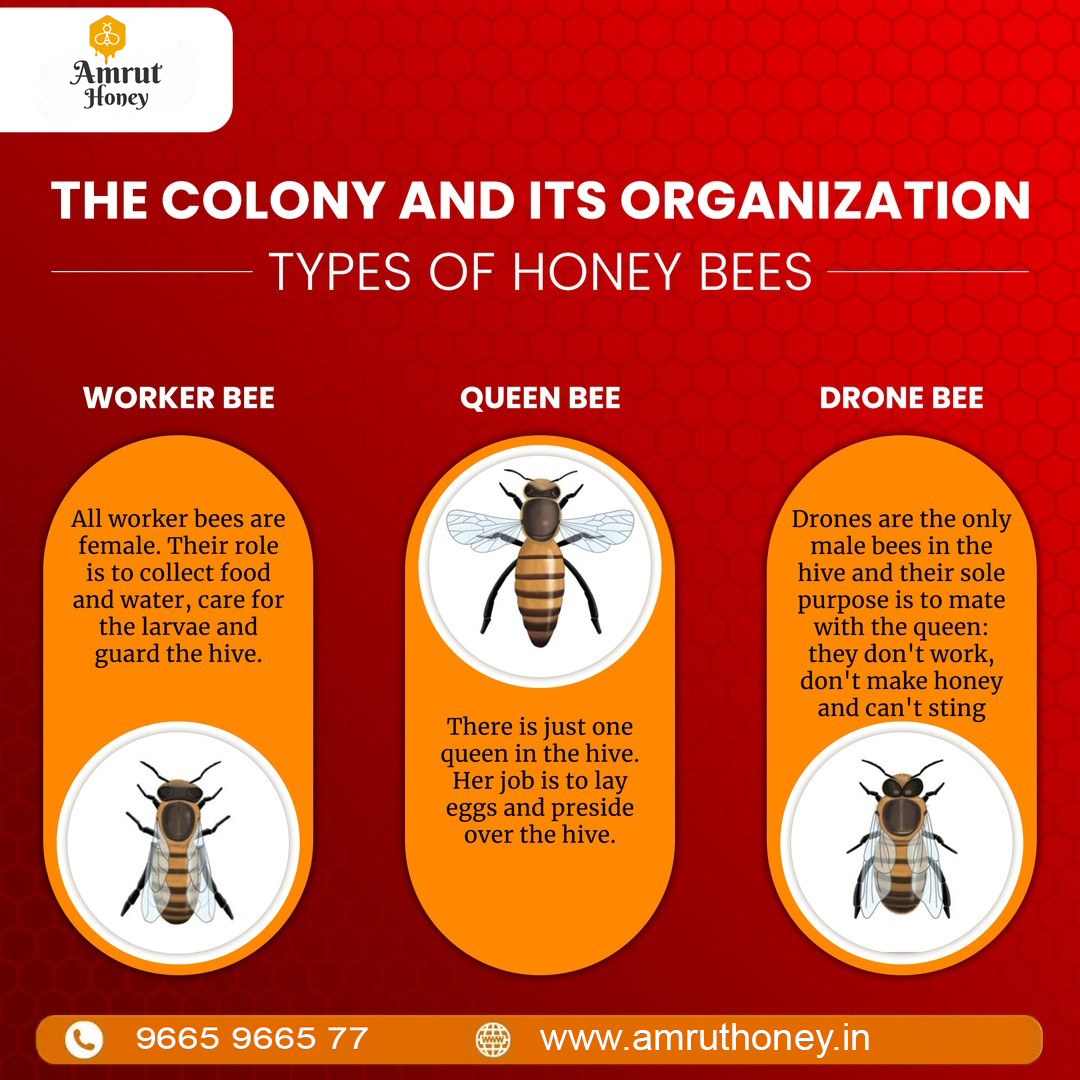 Amrut
Honey
THE COLONY AND ITS ORGANIZATION
TYPES OF HONEY BEES
WORKER BEE
All worker bees are
female. Their role
is to collect food
and water, care for
the larvae and
guard the hive.
QUEEN BEE
There is just one
queen in the hive.
Her job is to lay
eggs and preside
over the hive.
DRONE BEE
Drones are the only
male bees in the
hive and their sole
purpose is to mate
with the queen:
they don't work,
don't make honey
and can't sting
9665 9665 77
www.amruthoney.in